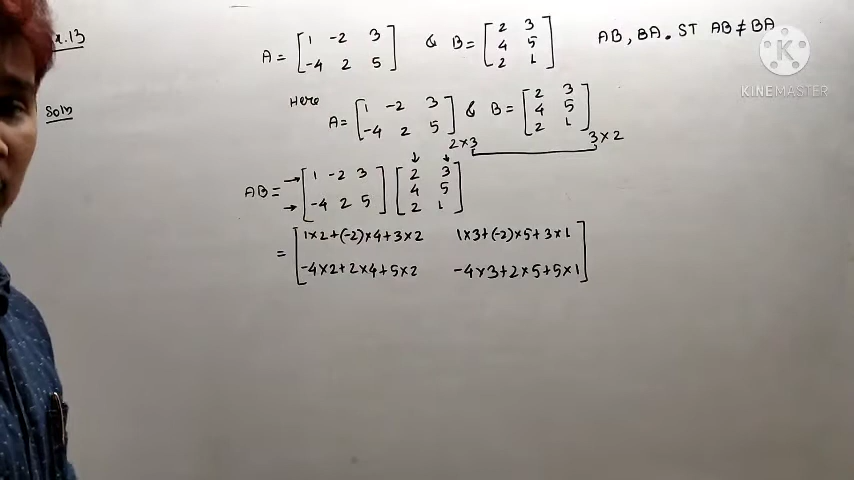 x.13
A = [ 1 -2 3 ] & B = [ 2 3 ] AB, BA. ST AB ≠ BA
[ -4 2 5 ] [ 4 5 ]
[ 2 1 ]
K
KINEMASTER
Soln
Here A = [ 1 -2 3 ] & B = [ 2 3 ]
[ -4 2 5 ] [ 4 5 ]
[ 2 1 ]
2×3 3×2
AB = → [ 1 -2 3 ] [ 2 3 ]
→ [ -4 2 5 ] [ 4 5 ]
[ 2 1 ]
= [ 1×2+(-2)×4+3×2 1×3+(-2)×5+3×1 ]
[ -4×2+2×4+5×2 -4×3+2×5+5×1 ]